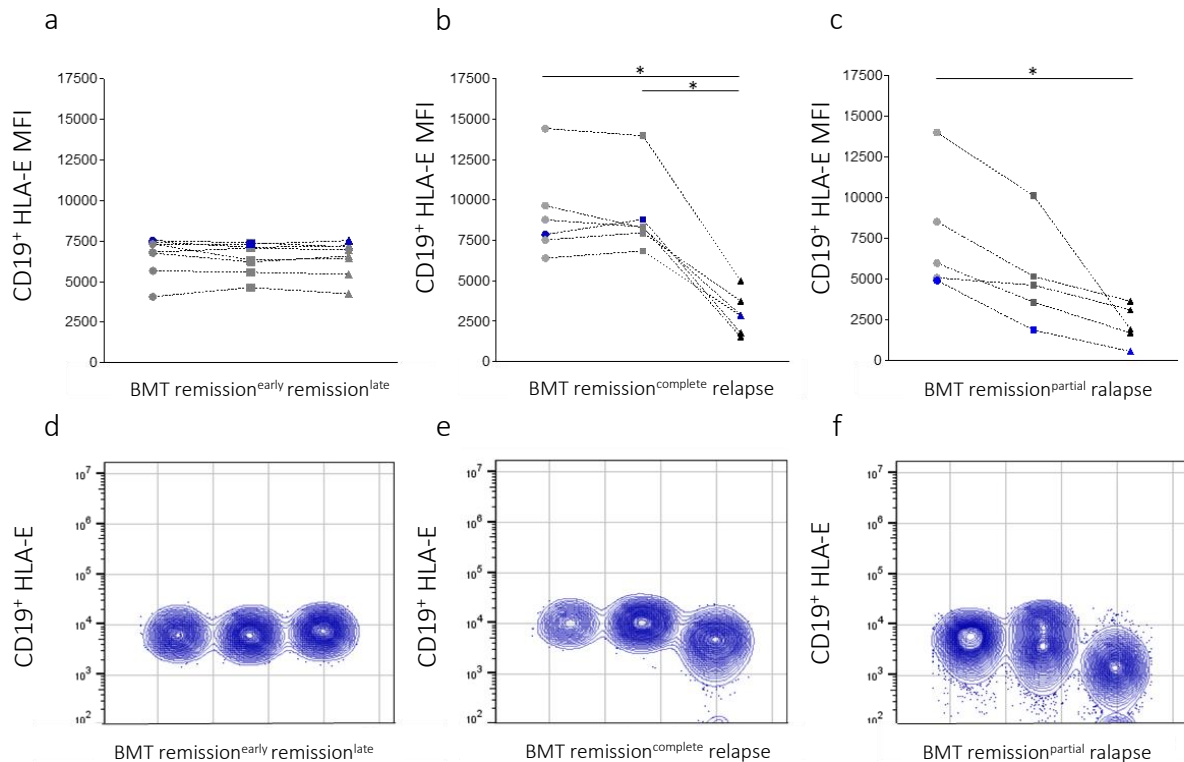 a
b
c
CD19⁺ HLA-E MFI
17500
15000
12500
10000
7500
5000
2500
0
BMT remission^early remission^late
CD19⁺ HLA-E MFI
17500
15000
12500
10000
7500
5000
2500
0
*
*
BMT remission^complete relapse
CD19⁺ HLA-E MFI
17500
15000
12500
10000
7500
5000
2500
0
*
BMT remission^partial ralapse
d
e
f
CD19⁺ HLA-E
10⁷
10⁶
10⁵
10⁴
10³
10²
BMT remission^early remission^late
CD19⁺ HLA-E
10⁷
10⁶
10⁵
10⁴
10³
10²
BMT remission^complete relapse
CD19⁺ HLA-E
10⁷
10⁶
10⁵
10⁴
10³
10²
BMT remission^partial ralapse